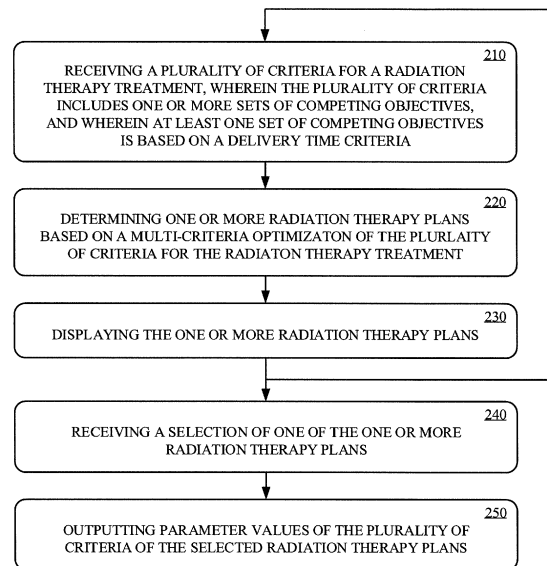 210
RECEIVING A PLURALITY OF CRITERIA FOR A RADIATION
THERAPY TREATMENT, WHEREIN THE PLURALITY OF CRITERIA
INCLUDES ONE OR MORE SETS OF COMPETING OBJECTIVES,
AND WHEREIN AT LEAST ONE SET OF COMPETING OBJECTIVES
IS BASED ON A DELIVERY TIME CRITERIA
220
DETERMINING ONE OR MORE RADIATION THERAPY PLANS
BASED ON A MULTI-CRITERIA OPTIMIZATON OF THE PLURLAITY
OF CRITERIA FOR THE RADIATON THERAPY TREATMENT
230
DISPLAYING THE ONE OR MORE RADIATION THERAPY PLANS
240
RECEIVING A SELECTION OF ONE OF THE ONE OR MORE
RADIATION THERAPY PLANS
250
OUTPUTTING PARAMETER VALUES OF THE PLURALITY OF
CRITERIA OF THE SELECTED RADIATION THERAPY PLANS